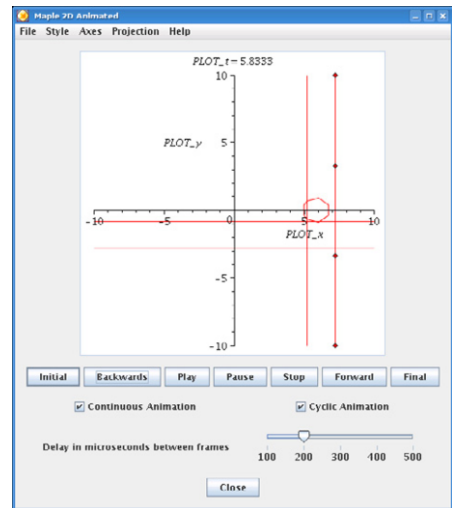 Maple 2D Animated
File Style Axes Projection Help
PLOT_t = 5.8333
10
PLOT_y 5
-10 -5 0 5 10
PLOT_x
-5
-10
Initial Backwards Play Pause Stop Forward Final
Continuous Animation Cyclic Animation
Delay in microseconds between frames
100 200 300 400 500
Close